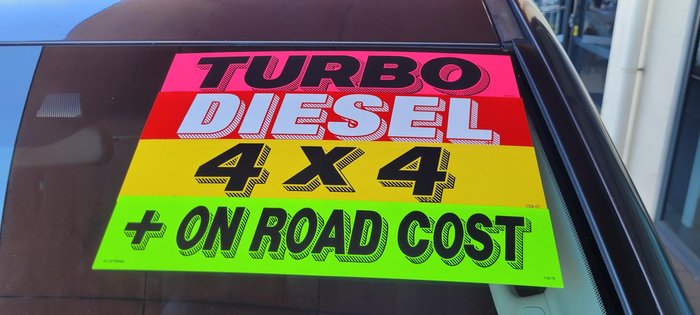 TURBO
DIESEL
4 x 4
+ ON ROAD COST